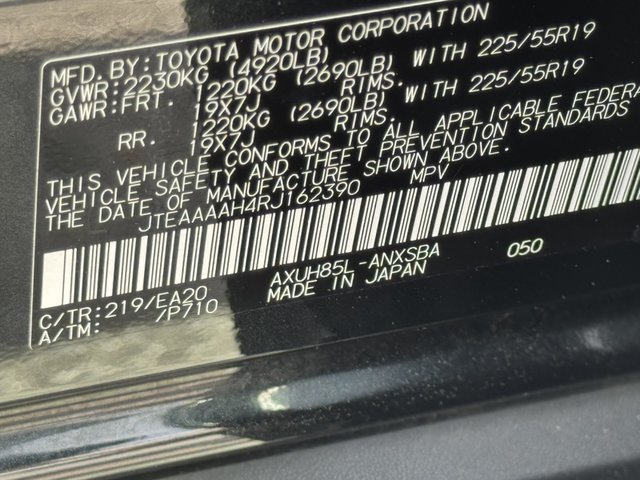 MFD.BY:TOYOTA MOTOR CORPORATION
GVWR:2230KG (4920LB)
GAWR:FRT. 1220KG (2690LB) WITH 225/55R19
19X7J RIMS.
RR. 1220KG (2690LB) WITH 225/55R19
19X7J RIMS.
THIS VEHICLE CONFORMS TO ALL APPLICABLE FEDERA
VEHICLE SAFETY AND THEFT PREVENTION STANDARDS
THE DATE OF MANUFACTURE SHOWN ABOVE.
JTEAAAAH4RJ162390 MPV
C/TR:219/EA20 AXUH85L-ANXSBA 050
A/TM: /P710 MADE IN JAPAN